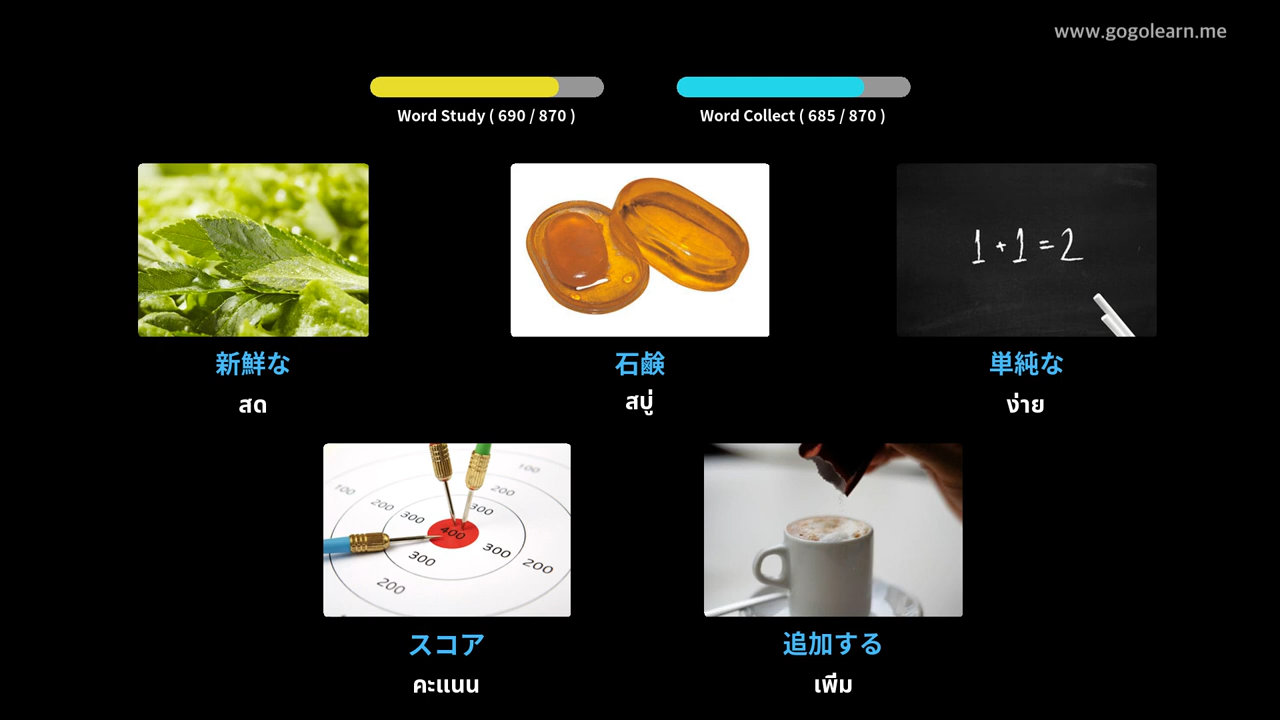 www.gogolearn.me
Word Study ( 690 / 870 )
Word Collect ( 685 / 870 )
1 + 1 = 2
新鮮な
สด
石鹸
สบู่
単純な
ง่าย
100
100
200
200
300
300
400
300
300
200
200
スコア
คะแนน
追加する
เพิ่ม